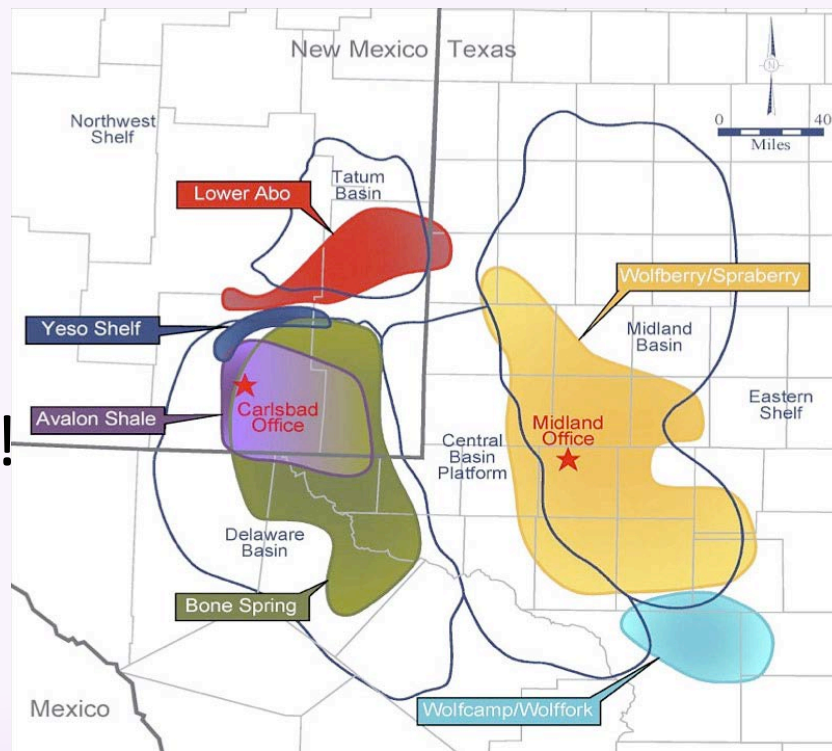 New Mexico
Texas
N
0 40
Miles
Northwest
Shelf
Tatum
Basin
Lower Abo
Wolfberry/Spraberry
Yeso Shelf
Midland
Basin
Avalon Shale
Carlsbad
Office
Eastern
Shelf
Midland
Office
!
Central
Basin
Platform
Delaware
Basin
Bone Spring
Mexico
Wolfcamp/Wolffork